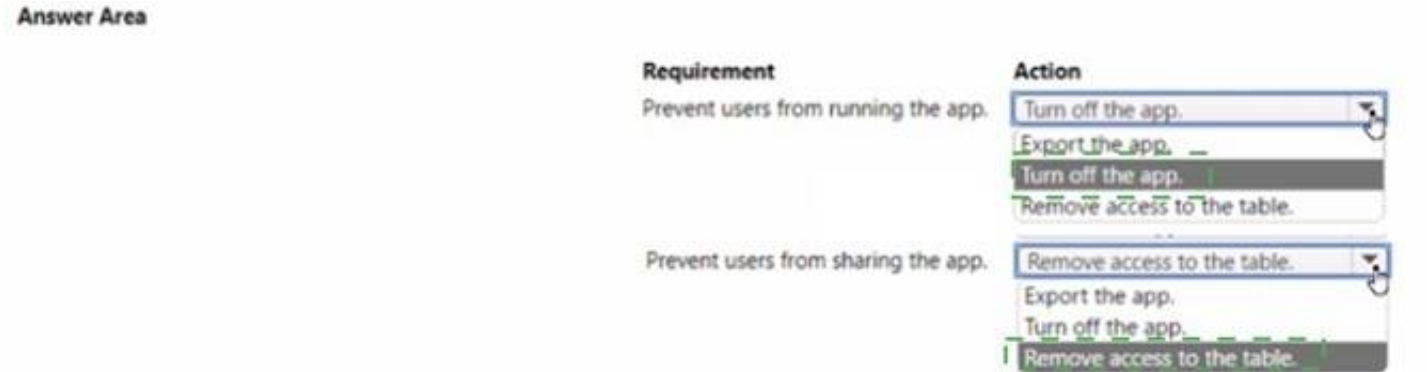 Answer Area
Requirement Action
Prevent users from running the app. Turn off the app.
Export the app.
Turn off the app.
Remove access to the table.
Prevent users from sharing the app. Remove access to the table.
Export the app.
Turn off the app.
Remove access to the table.